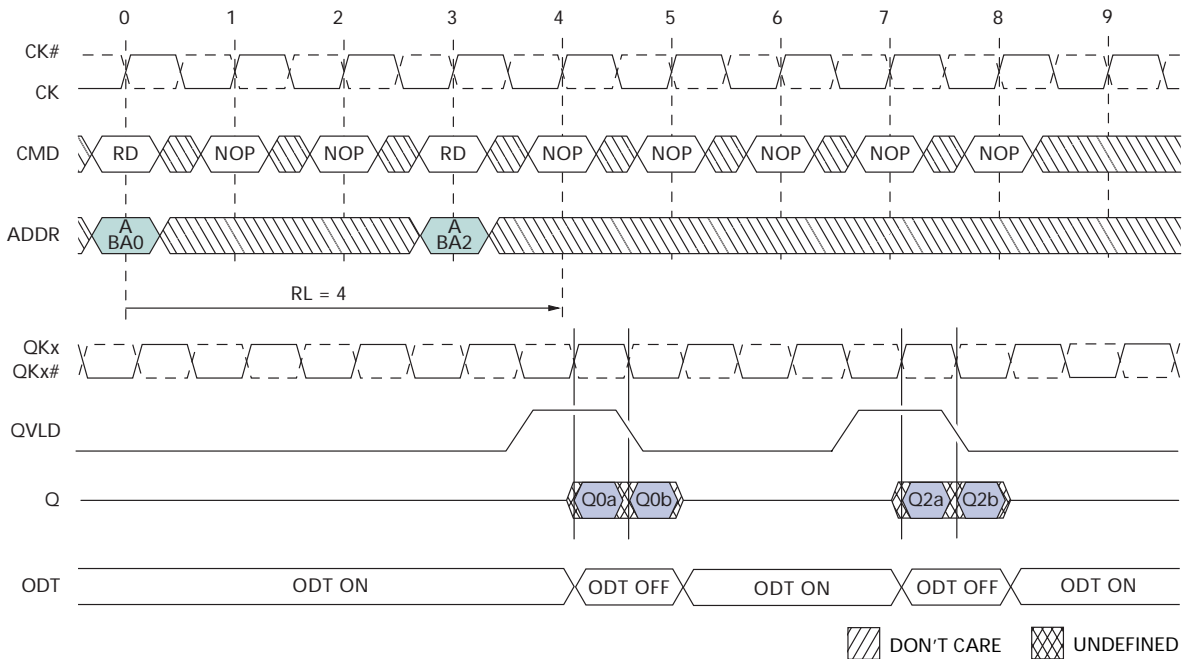 0 1 2 3 4 5 6 7 8 9
CK#
CK
CMD RD NOP NOP RD NOP NOP NOP NOP NOP
ADDR A BA0 A BA2
RL = 4
QKx
QKx#
QVLD
Q Q0a Q0b Q2a Q2b
ODT ODT ON ODT OFF ODT ON ODT OFF ODT ON
DON'T CARE UNDEFINED